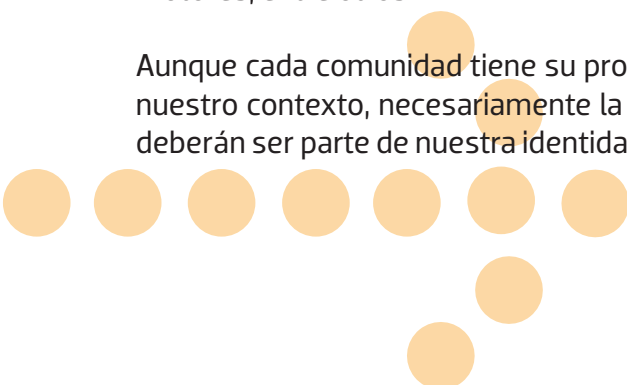 Aunque cada comunidad tiene su pro
nuestro contexto, necesariamente la
deberán ser parte de nuestra identida